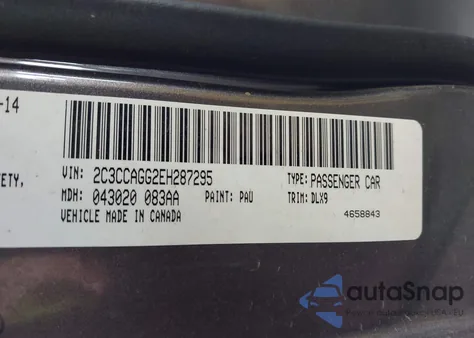 -14
VIN: 2C3CCAGG2EH287295
TYPE: PASSENGER CAR
ETY,
MDH: 043020 083AA
PAINT: PAU
TRIM: DLX9
VEHICLE MADE IN CANADA
4658843
autoSnap